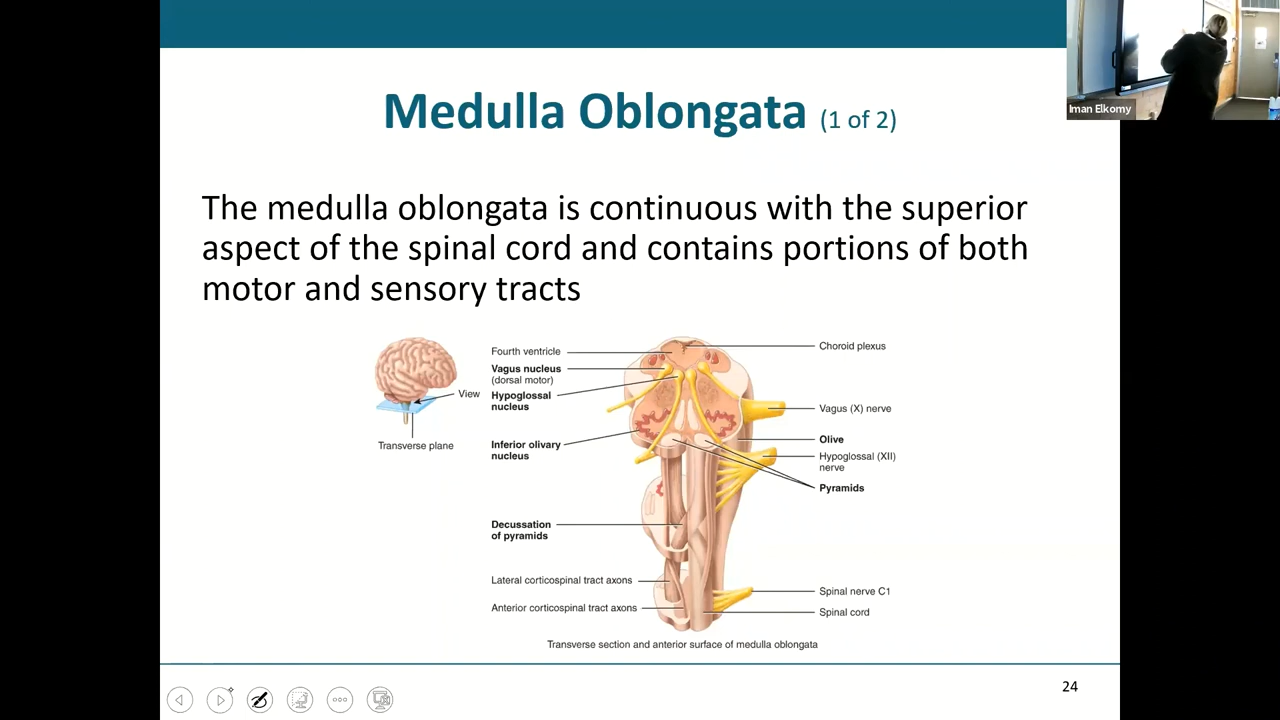 Iman Elkomy
Medulla Oblongata (1 of 2)
The medulla oblongata is continuous with the superior
aspect of the spinal cord and contains portions of both
motor and sensory tracts
View
Transverse plane
Fourth ventricle
Vagus nucleus
(dorsal motor)
Hypoglossal
nucleus
Inferior olivary
nucleus
Decussation
of pyramids
Lateral corticospinal tract axons
Anterior corticospinal tract axons
Choroid plexus
Vagus (X) nerve
Olive
Hypoglossal (XII)
nerve
Pyramids
Spinal nerve C1
Spinal cord
Transverse section and anterior surface of medulla oblongata
24